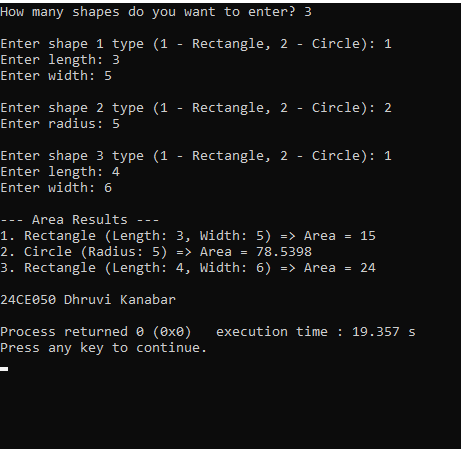 How many shapes do you want to enter? 3
Enter shape 1 type (1 - Rectangle, 2 - Circle): 1
Enter length: 3
Enter width: 5
Enter shape 2 type (1 - Rectangle, 2 - Circle): 2
Enter radius: 5
Enter shape 3 type (1 - Rectangle, 2 - Circle): 1
Enter length: 4
Enter width: 6
--- Area Results ---
1. Rectangle (Length: 3, Width: 5) => Area = 15
2. Circle (Radius: 5) => Area = 78.5398
3. Rectangle (Length: 4, Width: 6) => Area = 24
24CE050 Dhruvi Kanabar
Process returned 0 (0x0)   execution time : 19.357 s
Press any key to continue.